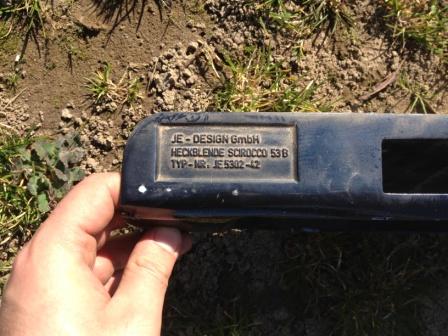 JE - DESIGN GmbH
HECKBLENDE SCIROCCO 53 B
TYP - NR. JE 5302-42